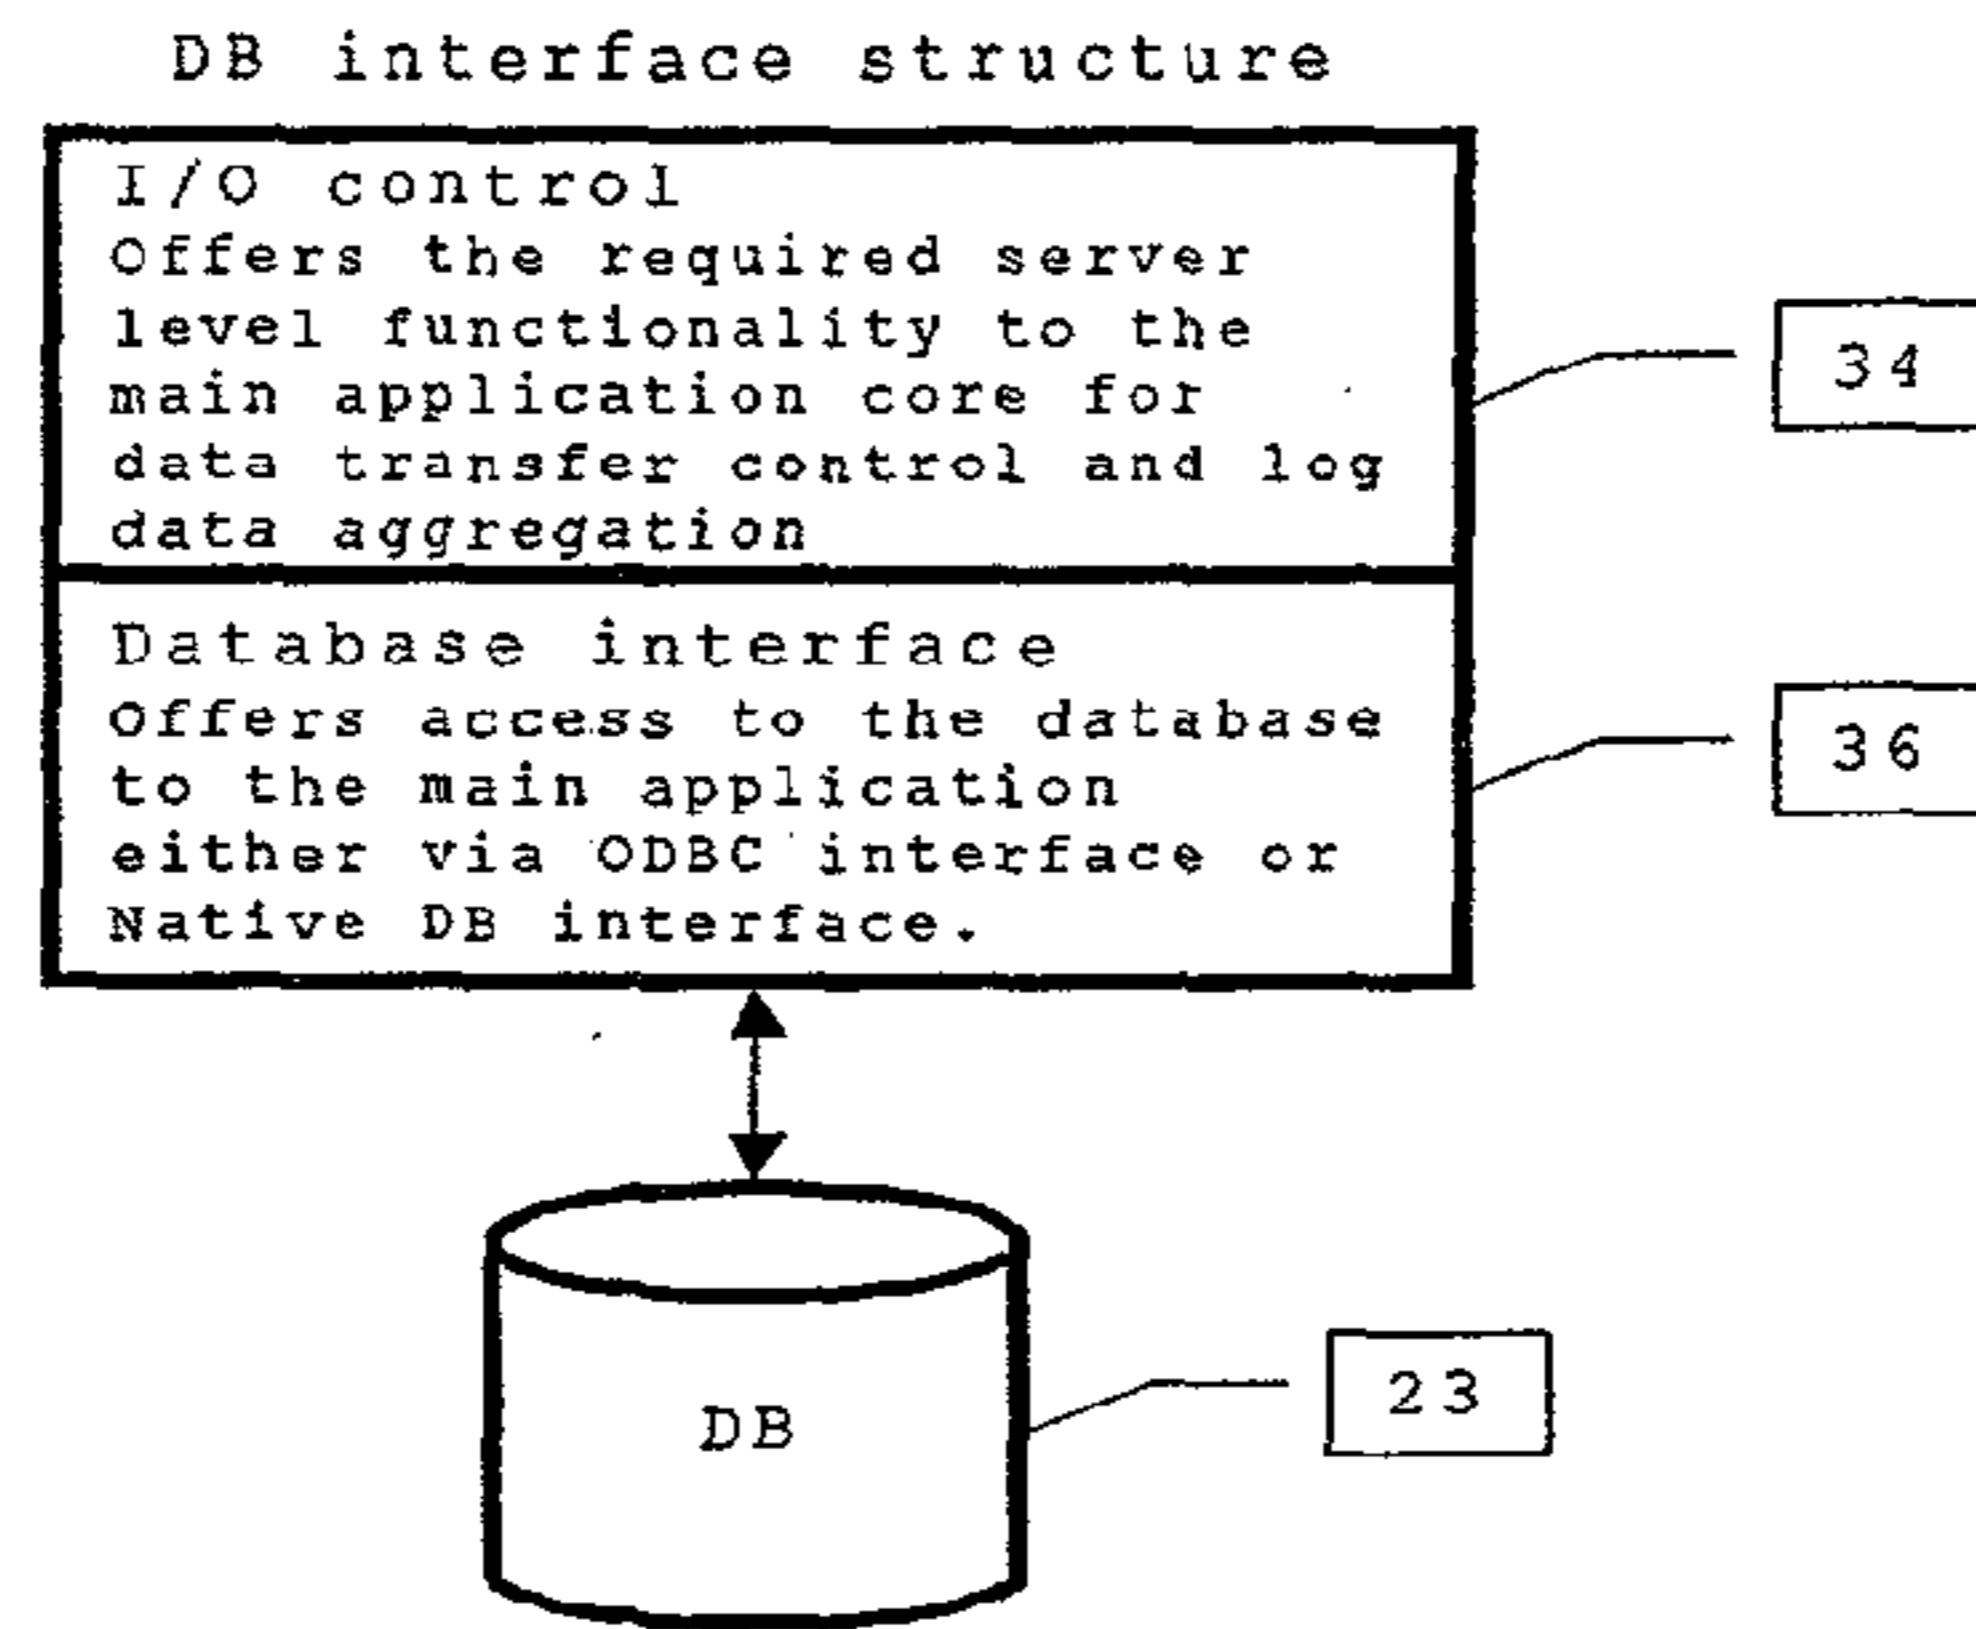 DB interface structure
I/O control
Offers the required server
level functionality to the
main application core for
data transfer control and log
data aggregation
34
Database interface
Offers access to the database
to the main application
either via ODBC interface or
Native DB interface.
36
DB
23